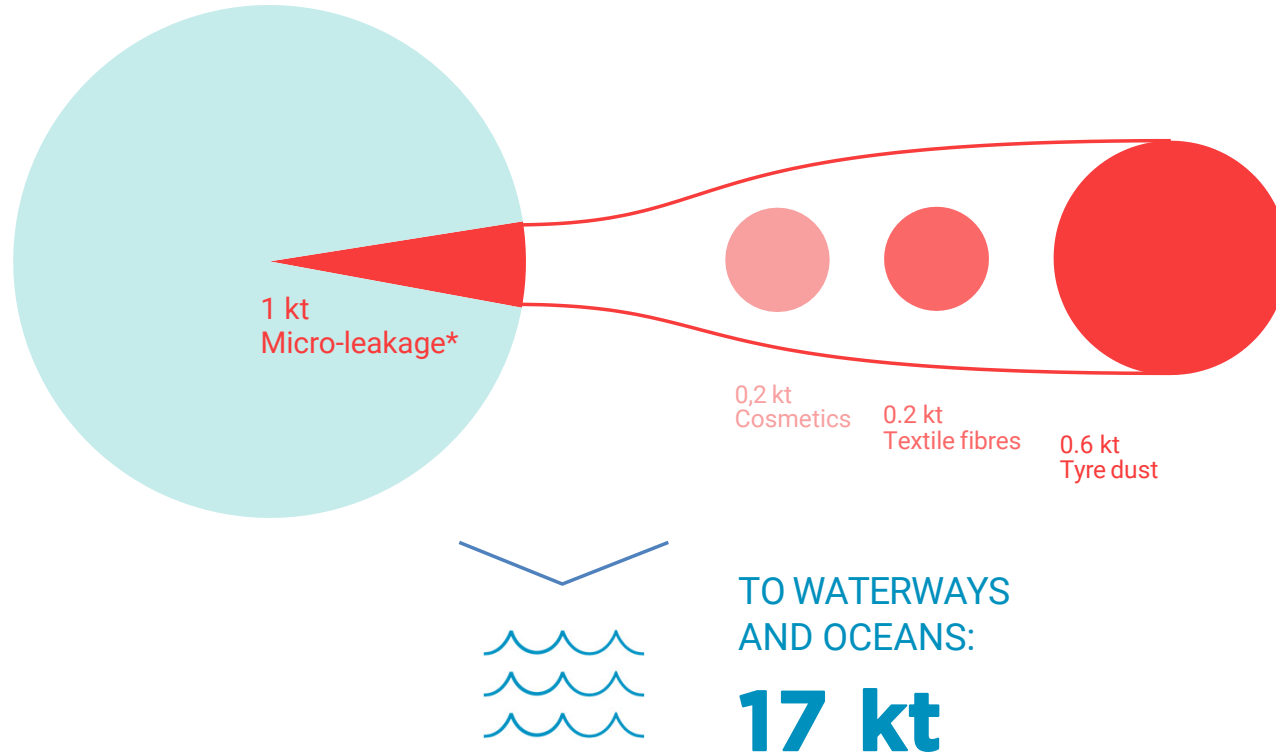 1 kt
Micro-leakage*
0,2 kt
Cosmetics
0.2 kt
Textile fibres
0.6 kt
Tyre dust
TO WATERWAYS
AND OCEANS:
17 kt